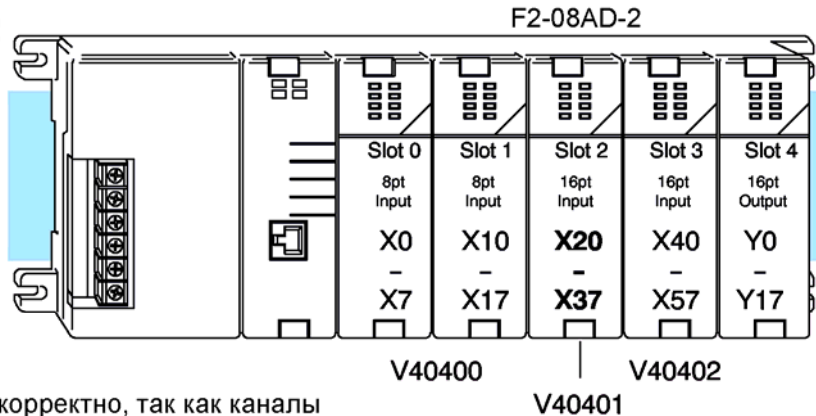 F2-08AD-2
Slot 0 Slot 1 Slot 2 Slot 3 Slot 4
8pt 8pt 16pt 16pt 16pt
Input Input Input Input Output
X0 X10 X20 X40 Y0
– – - – –
X7 X17 X37 X57 Y17
V40400 V40402
корректно, так как каналы V40401